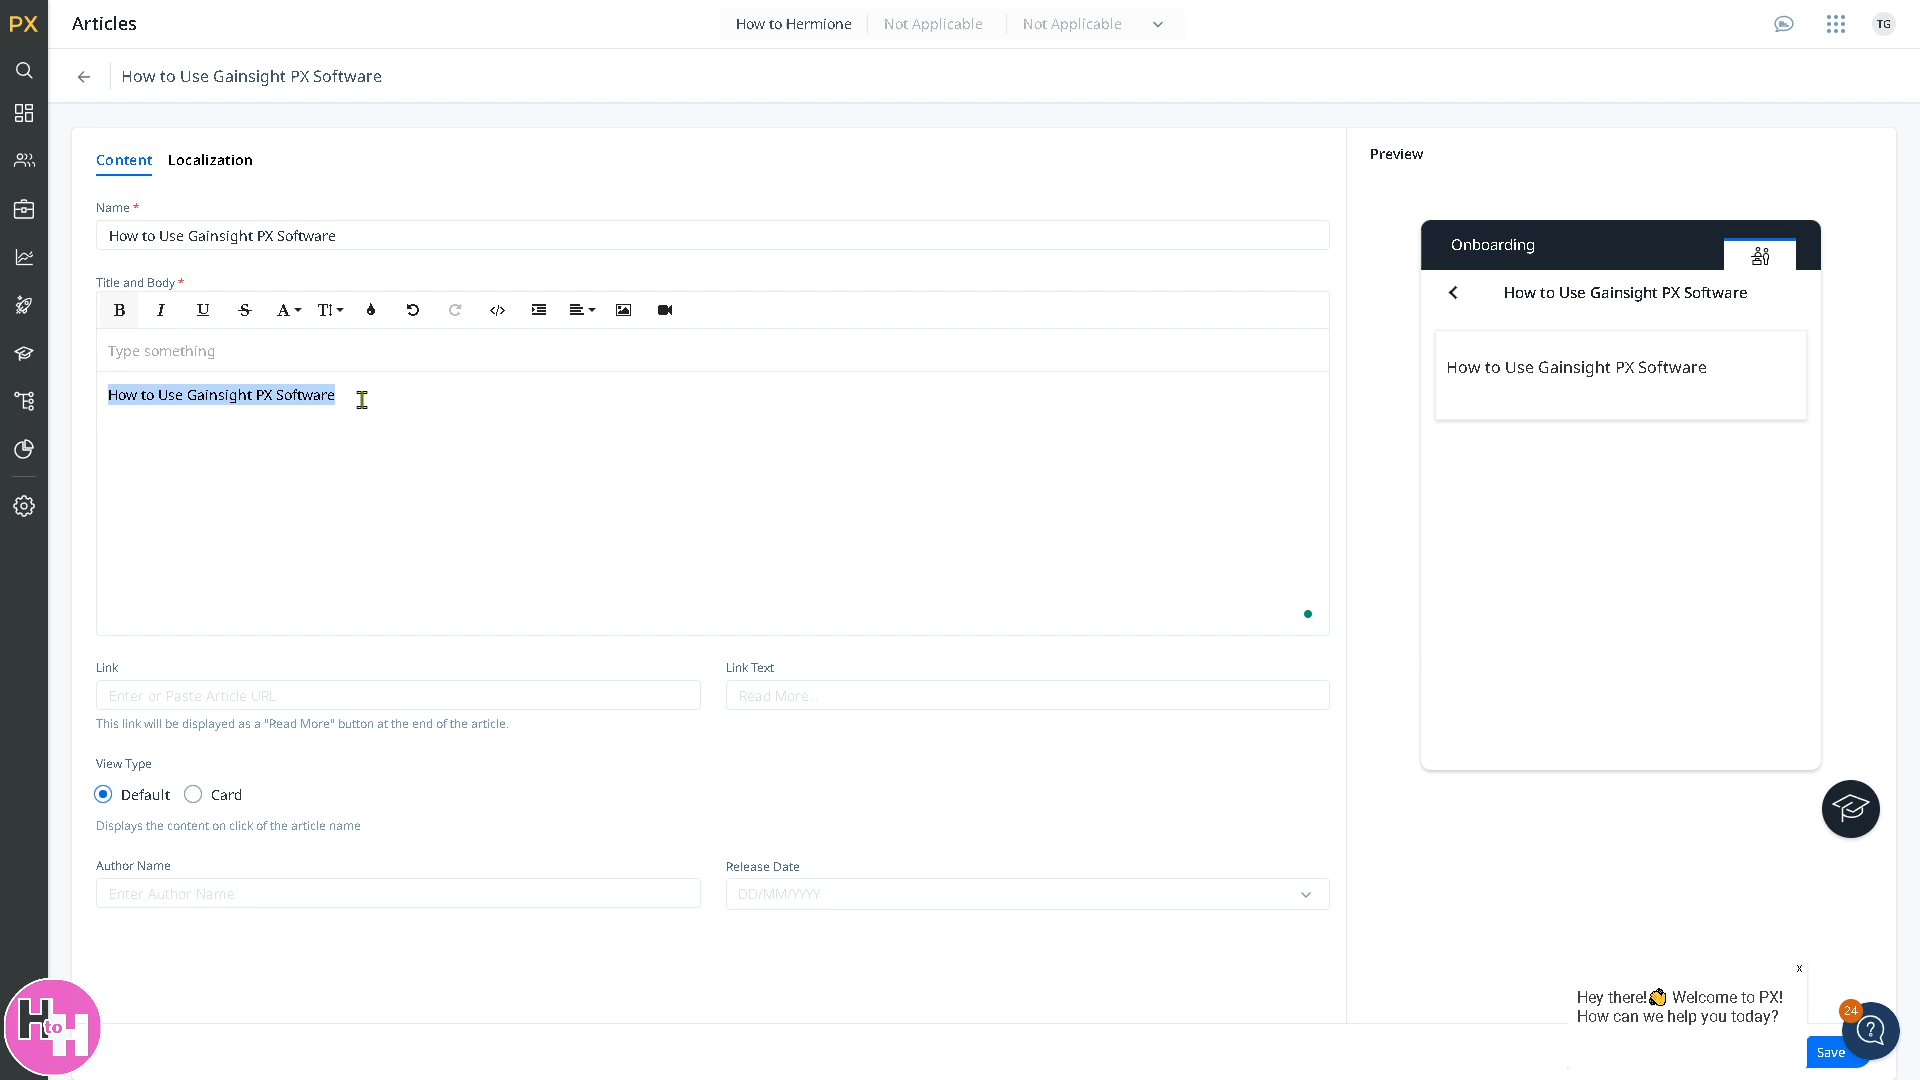 PX
Articles
How to Hermione
Not Applicable
Not Applicable
TG
How to Use Gainsight PX Software
Content
Localization
Name *
How to Use Gainsight PX Software
Title and Body *
B I U S A T
Type something
How to Use Gainsight PX Software
Link
Enter or Paste Article URL
This link will be displayed as a "Read More" button at the end of the article.
Link Text
Read More...
View Type
Default
Card
Displays the content on click of the article name
Author Name
Enter Author Name
Release Date
DD/MM/YYYY
Preview
Onboarding
How to Use Gainsight PX Software
How to Use Gainsight PX Software
x
Hey there!👋 Welcome to PX!
How can we help you today?
24
Save
H to H